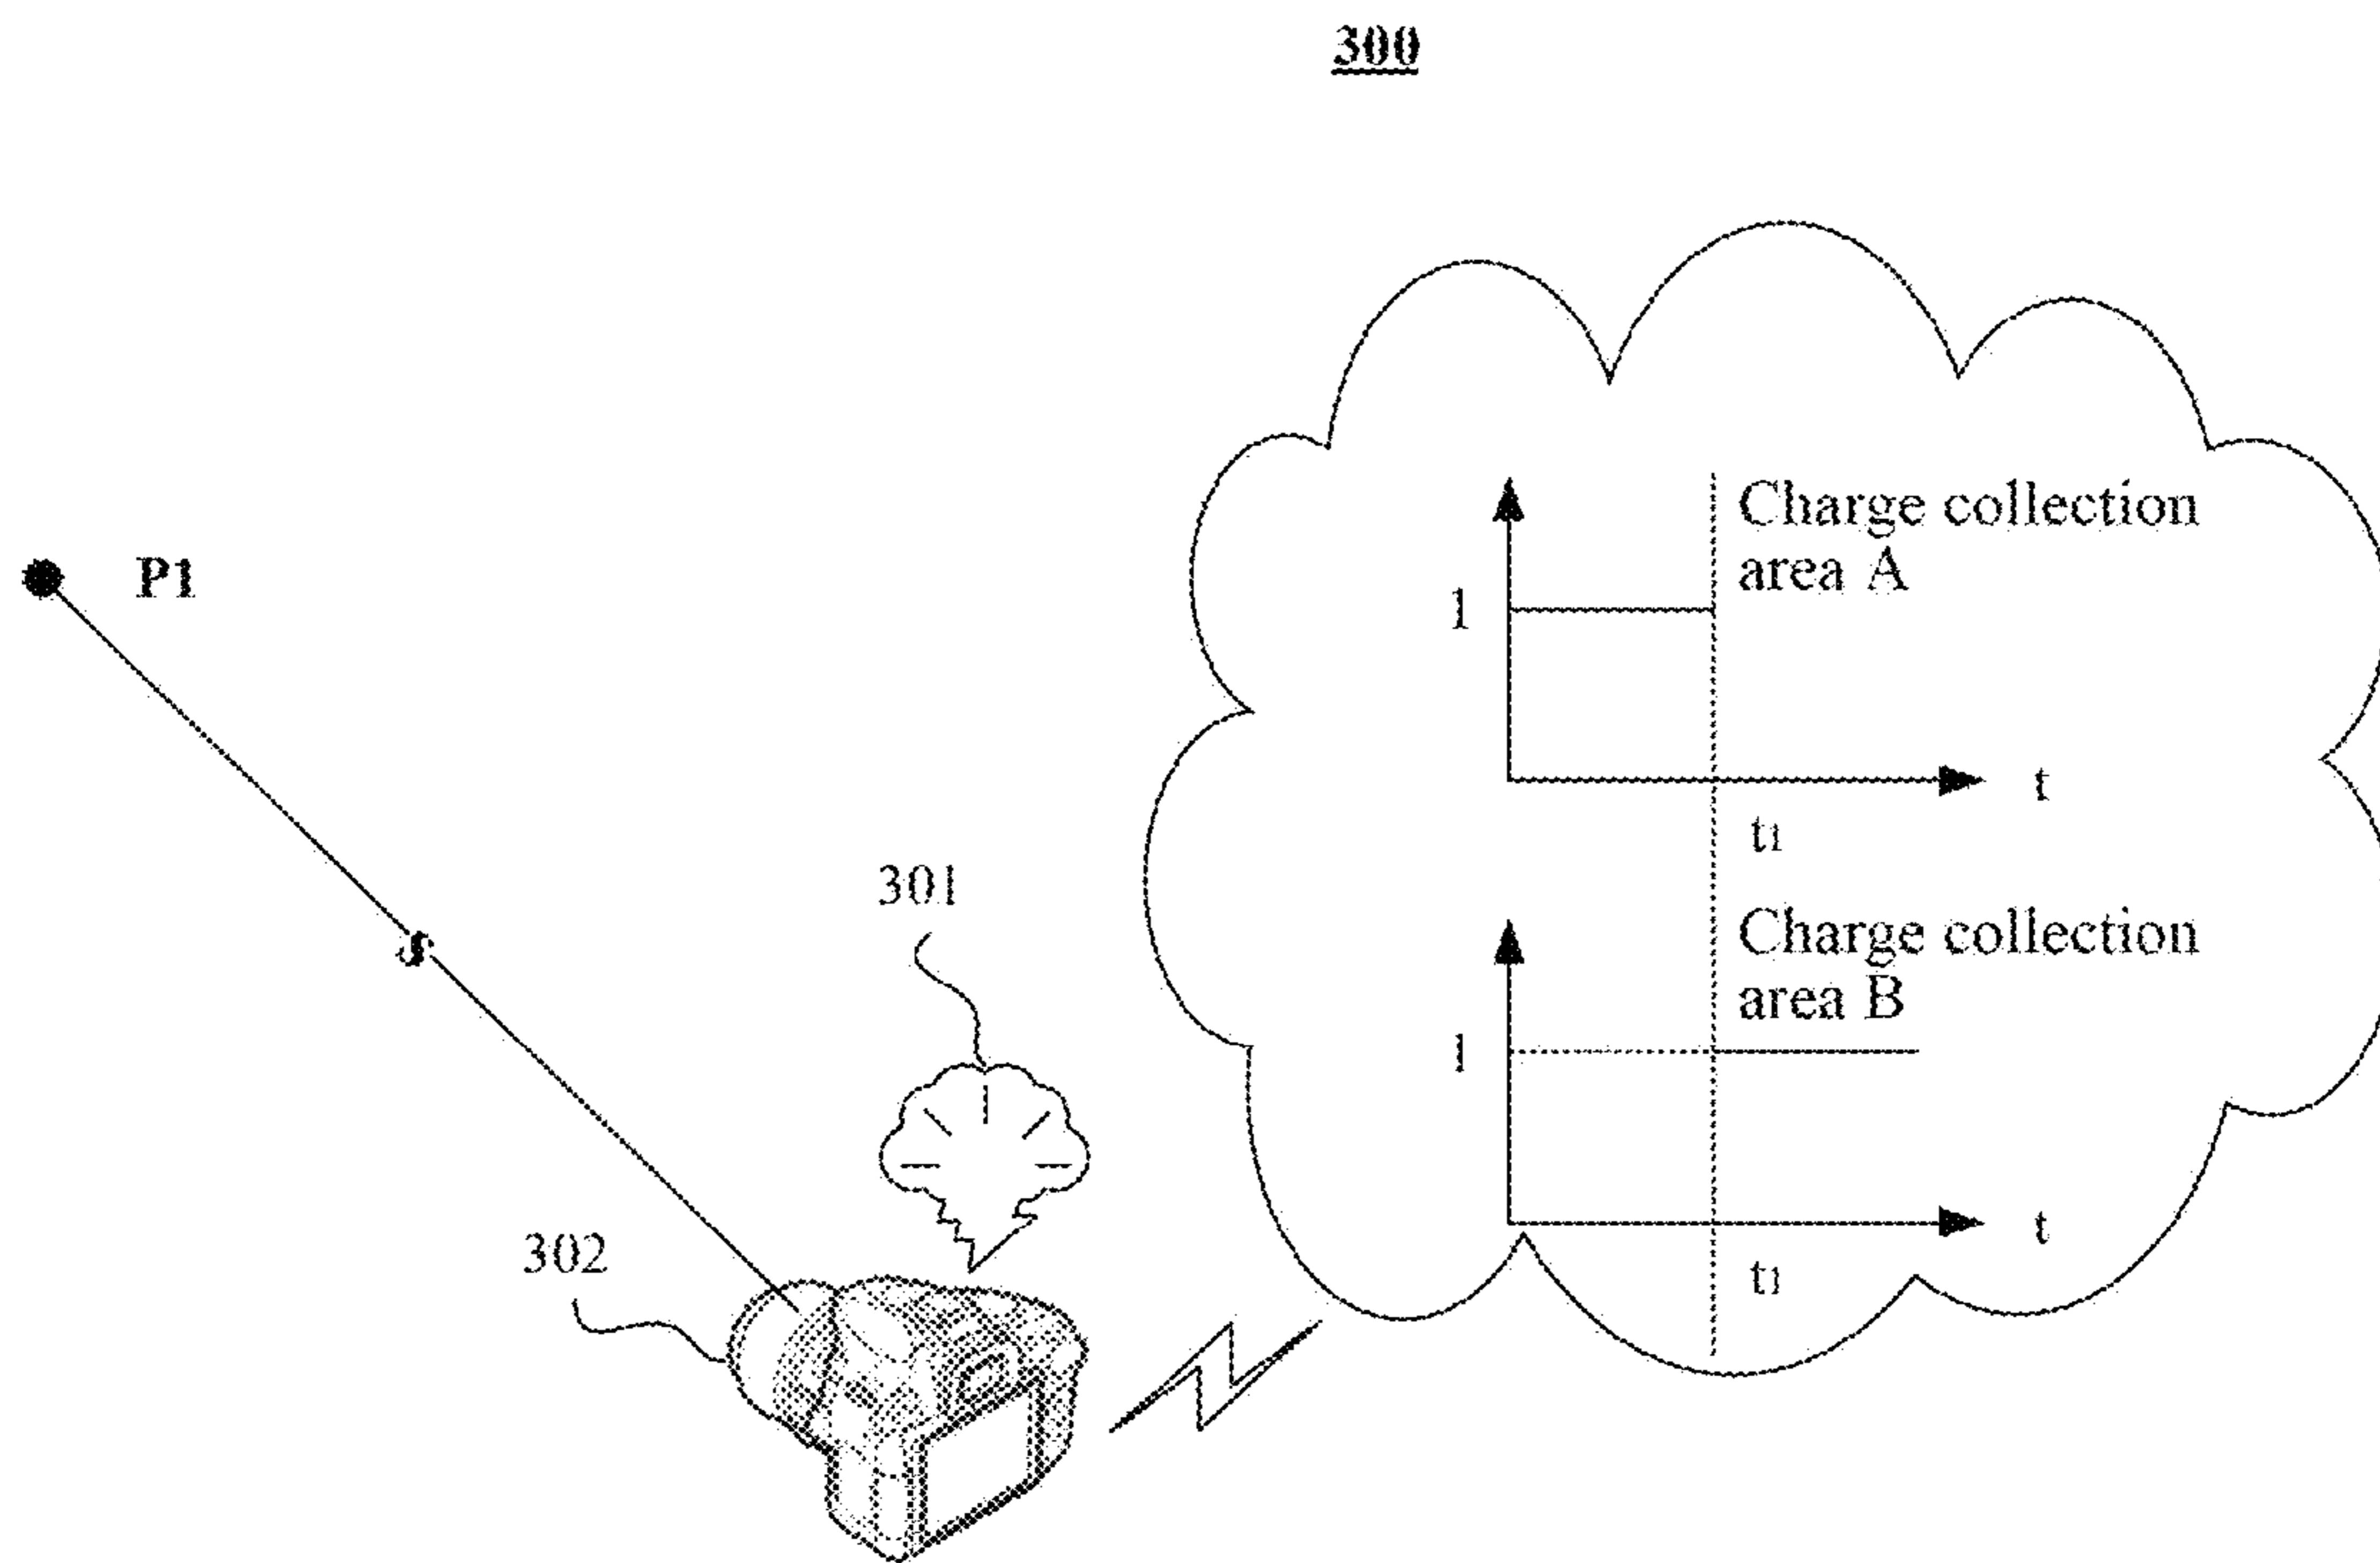 300
P1
Charge collection
area A
1
t
t1
301
Charge collection
area B
1
302
t
t1